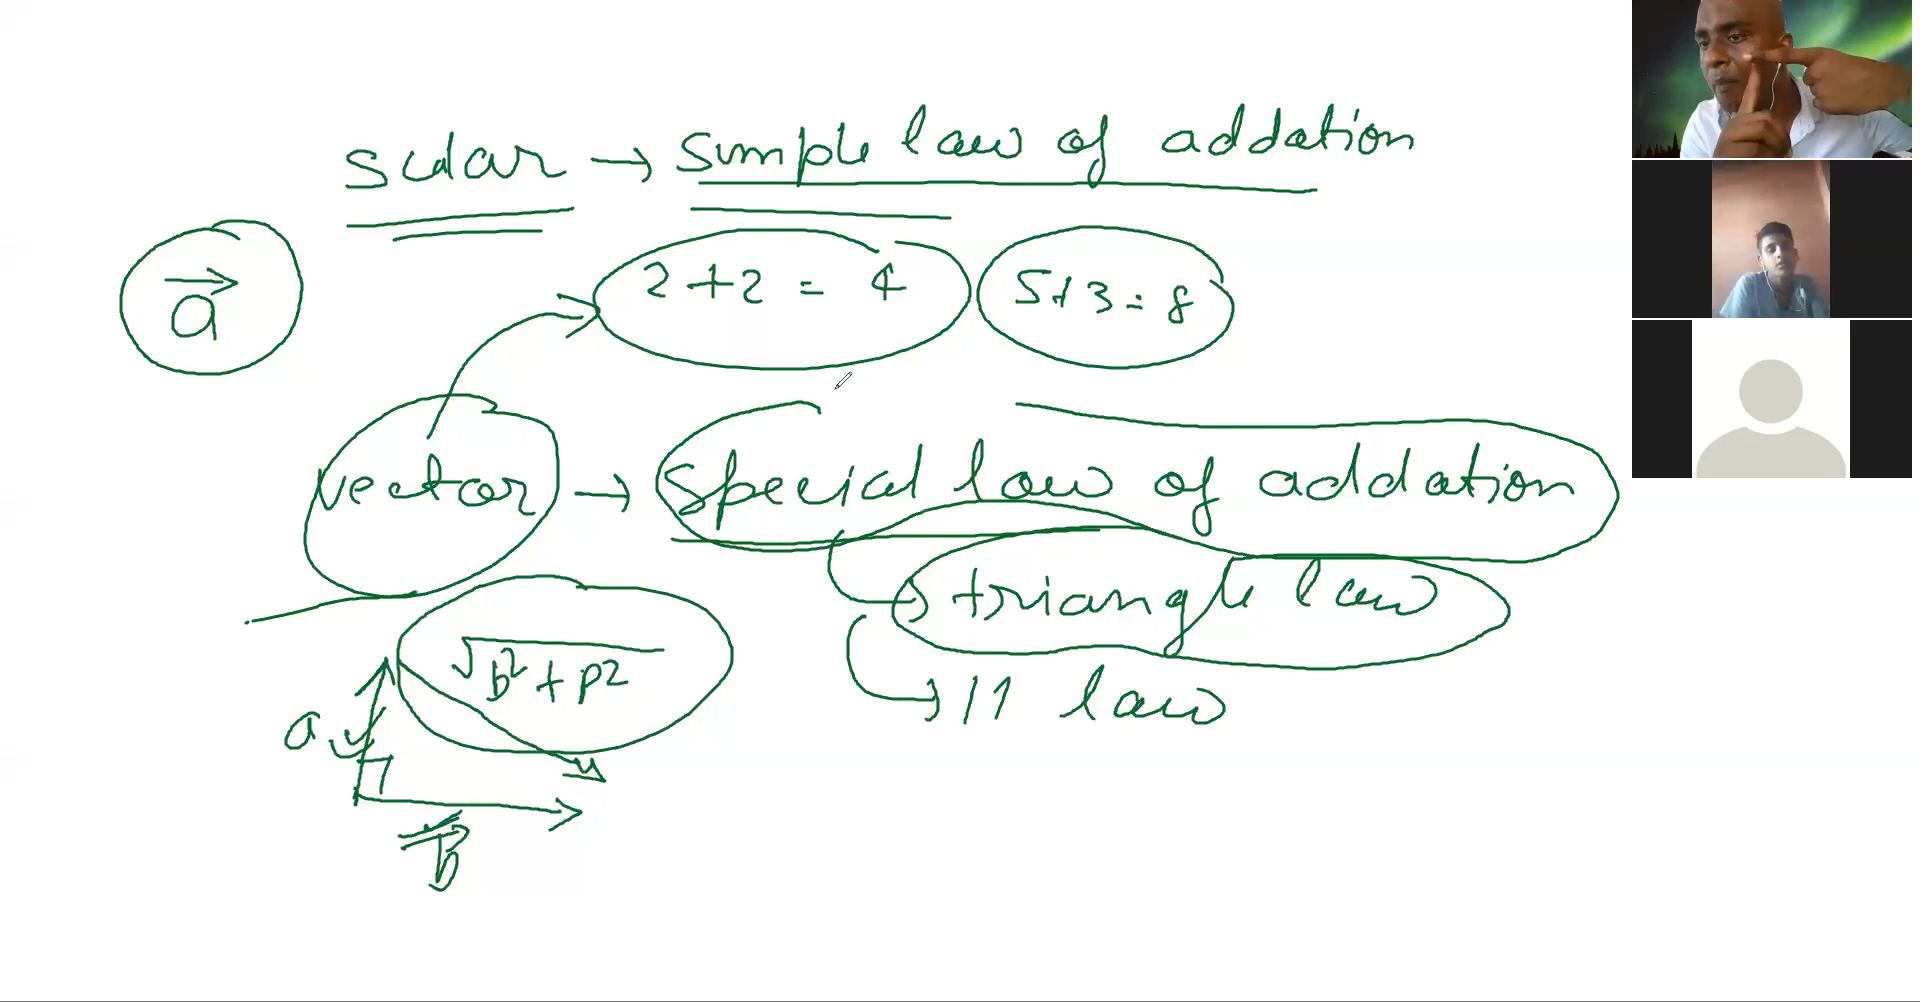 scalar → simple law of addation
a⃗
2+2 = 4
5+3 = 8
vector → special law of addation
→ triangle law
√b²+p²
→ 11 law
a
b⃗